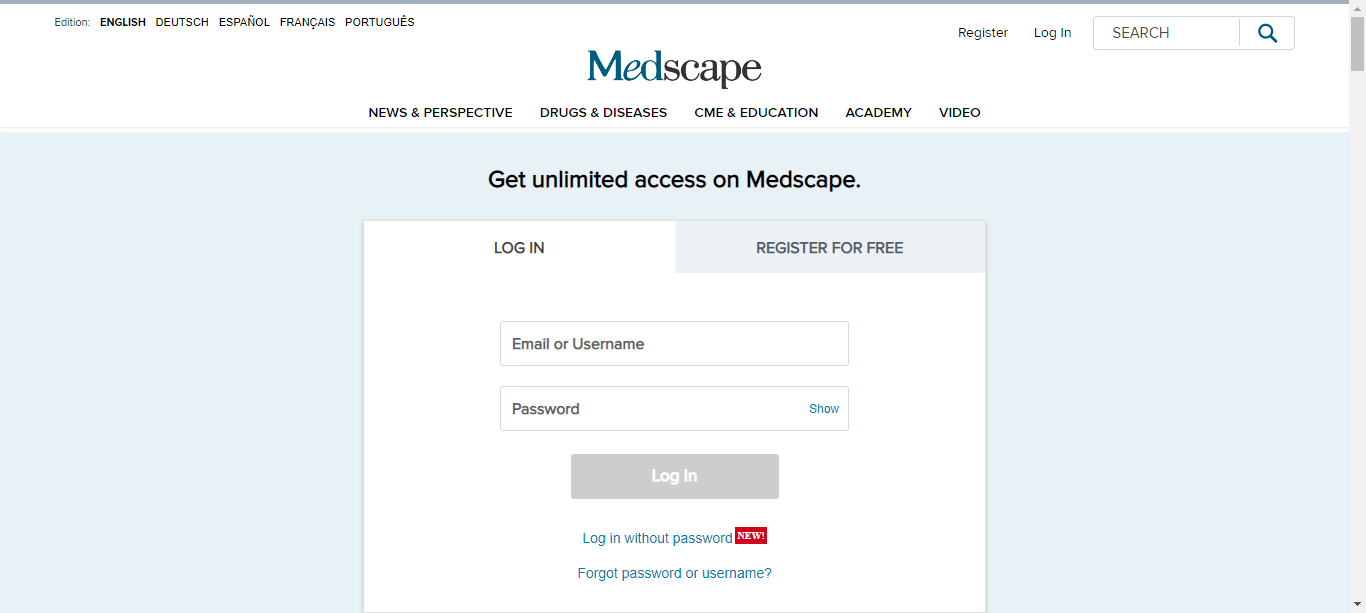 Edition: ENGLISH DEUTSCH ESPAÑOL FRANÇAIS PORTUGUÊS
Register Log In SEARCH
Medscape
NEWS & PERSPECTIVE DRUGS & DISEASES CME & EDUCATION ACADEMY VIDEO
Get unlimited access on Medscape.
LOG IN REGISTER FOR FREE
Email or Username
Password Show
Log In
Log in without password NEW!
Forgot password or username?